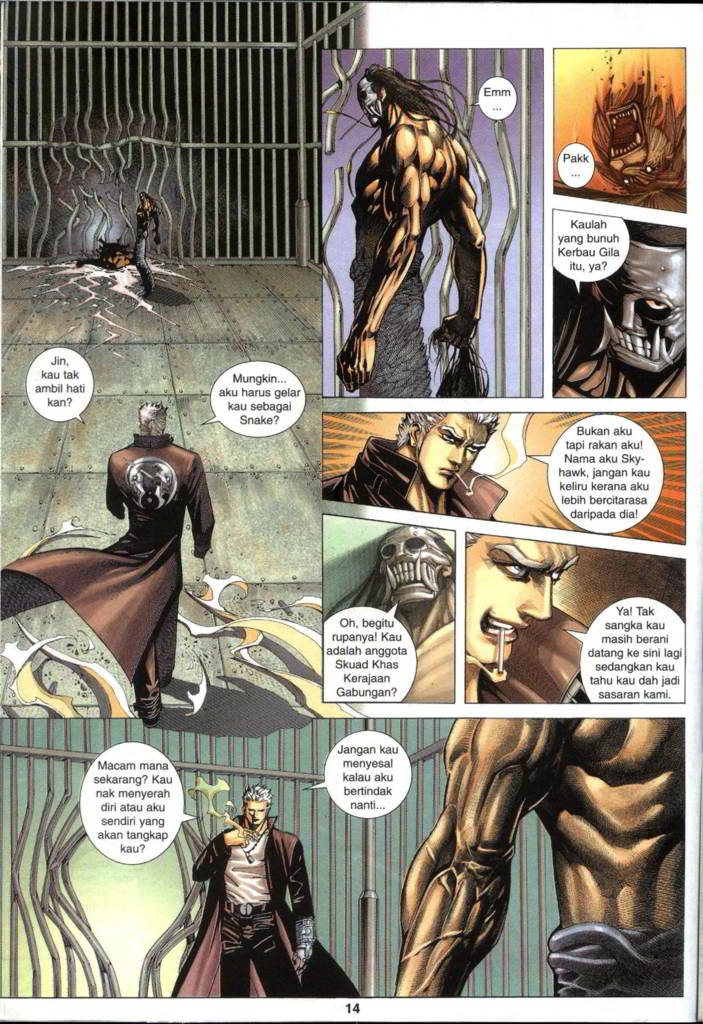 Jin,
kau tak
ambil hati
kan?
Mungkin...
aku harus gelar
kau sebagai
Snake?
Emm
...
Pakk
...
Kaulah
yang bunuh
Kerbau Gila
itu, ya?
Bukan aku
tapi rakan aku!
Nama aku Sky-
hawk, jangan kau
keliru kerana aku
lebih bercitarasa
daripada dia!
Oh, begitu
rupanya! Kau
adalah anggota
Skuad Khas
Kerajaan
Gabungan?
Ya! Tak
sangka kau
masih berani
datang ke sini lagi
sedangkan kau
tahu kau dah jadi
sasaran kami.
Macam mana
sekarang? Kau
nak menyerah
diri atau aku
sendiri yang
akan tangkap
kau?
Jangan kau
menyesal
kalau aku
bertindak
nanti...
14